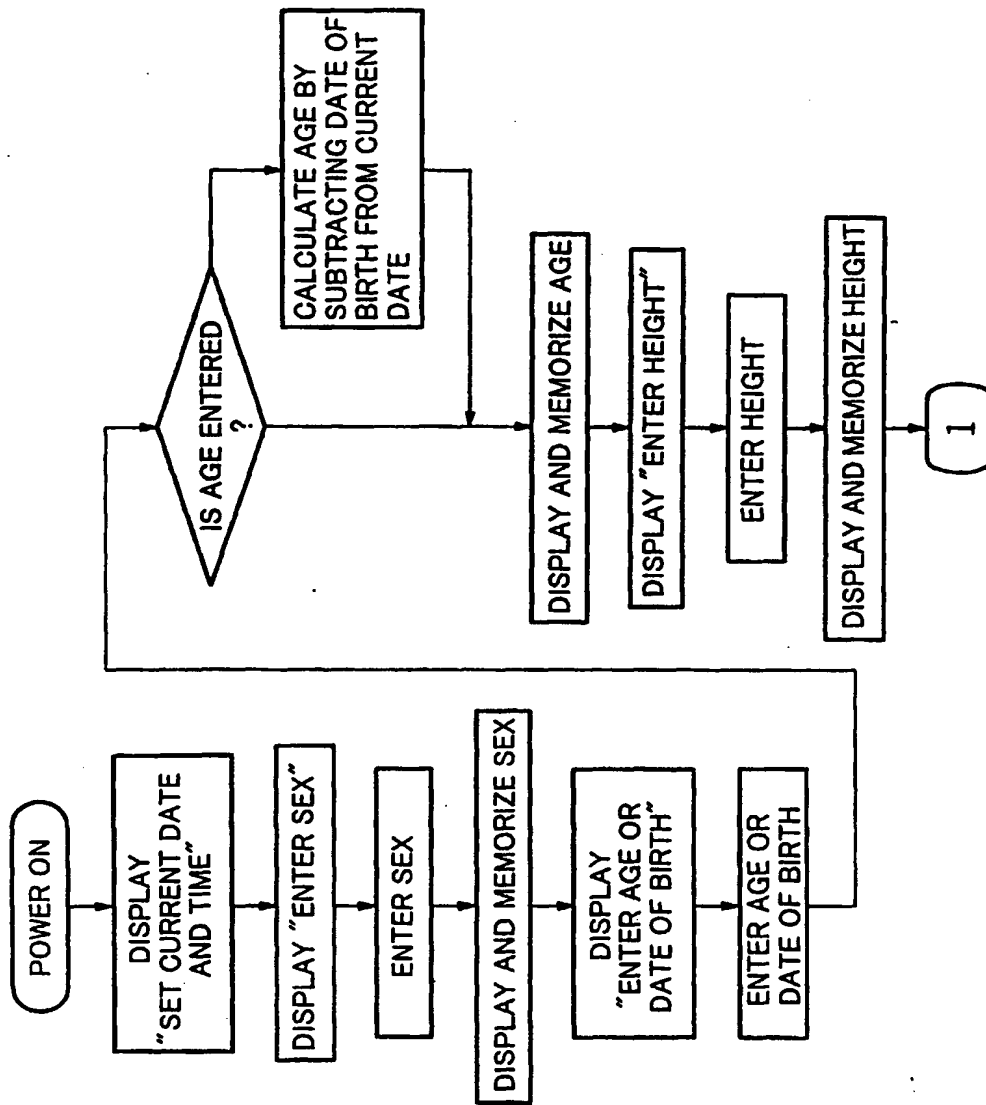 POWER ON
DISPLAY
"SET CURRENT DATE
AND TIME"
DISPLAY "ENTER SEX"
ENTER SEX
DISPLAY AND MEMORIZE SEX
DISPLAY
"ENTER AGE OR
DATE OF BIRTH"
ENTER AGE OR
DATE OF BIRTH
IS AGE ENTERED
?
CALCULATE AGE BY
SUBTRACTING DATE OF
BIRTH FROM CURRENT
DATE
DISPLAY AND MEMORIZE AGE
DISPLAY "ENTER HEIGHT"
ENTER HEIGHT
DISPLAY AND MEMORIZE HEIGHT
1